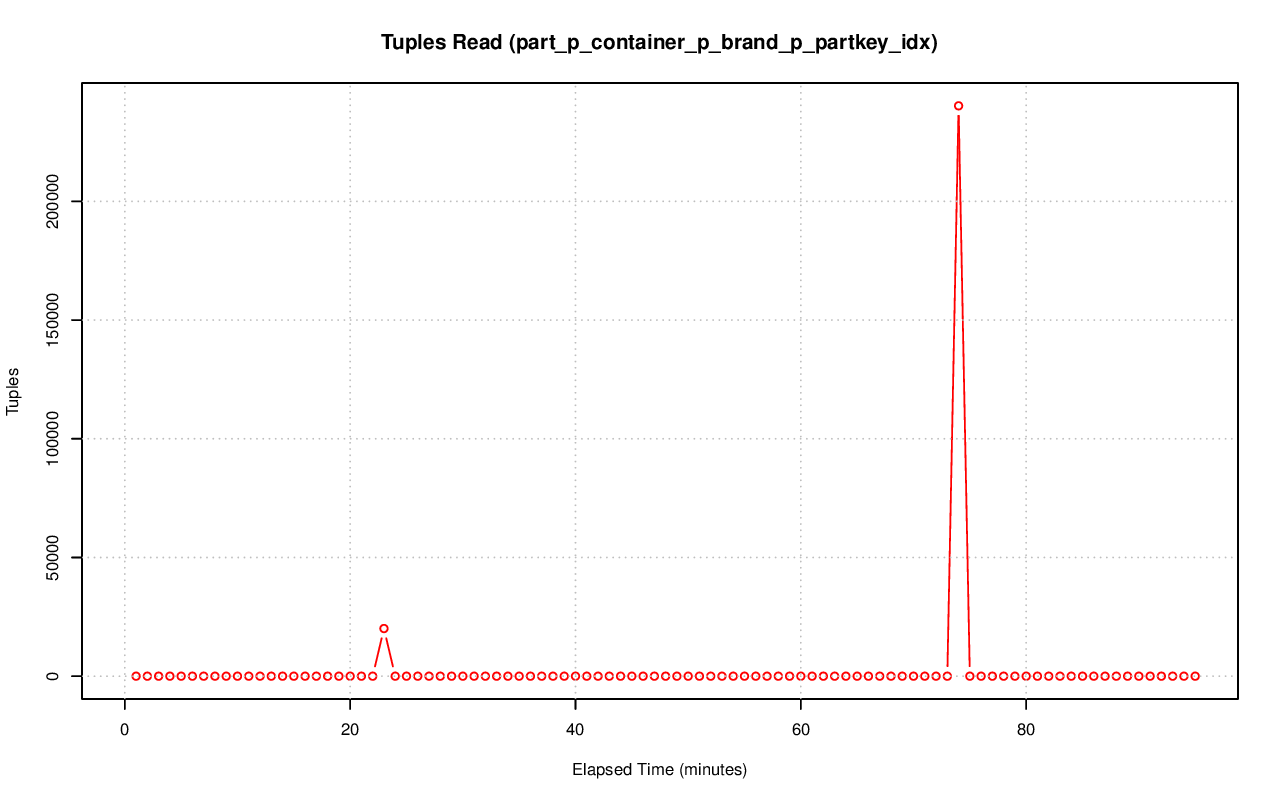 Tuples Read (part_p_container_p_brand_p_partkey_idx)
Tuples
200000
150000
100000
50000
0
0 20 40 60 80
Elapsed Time (minutes)